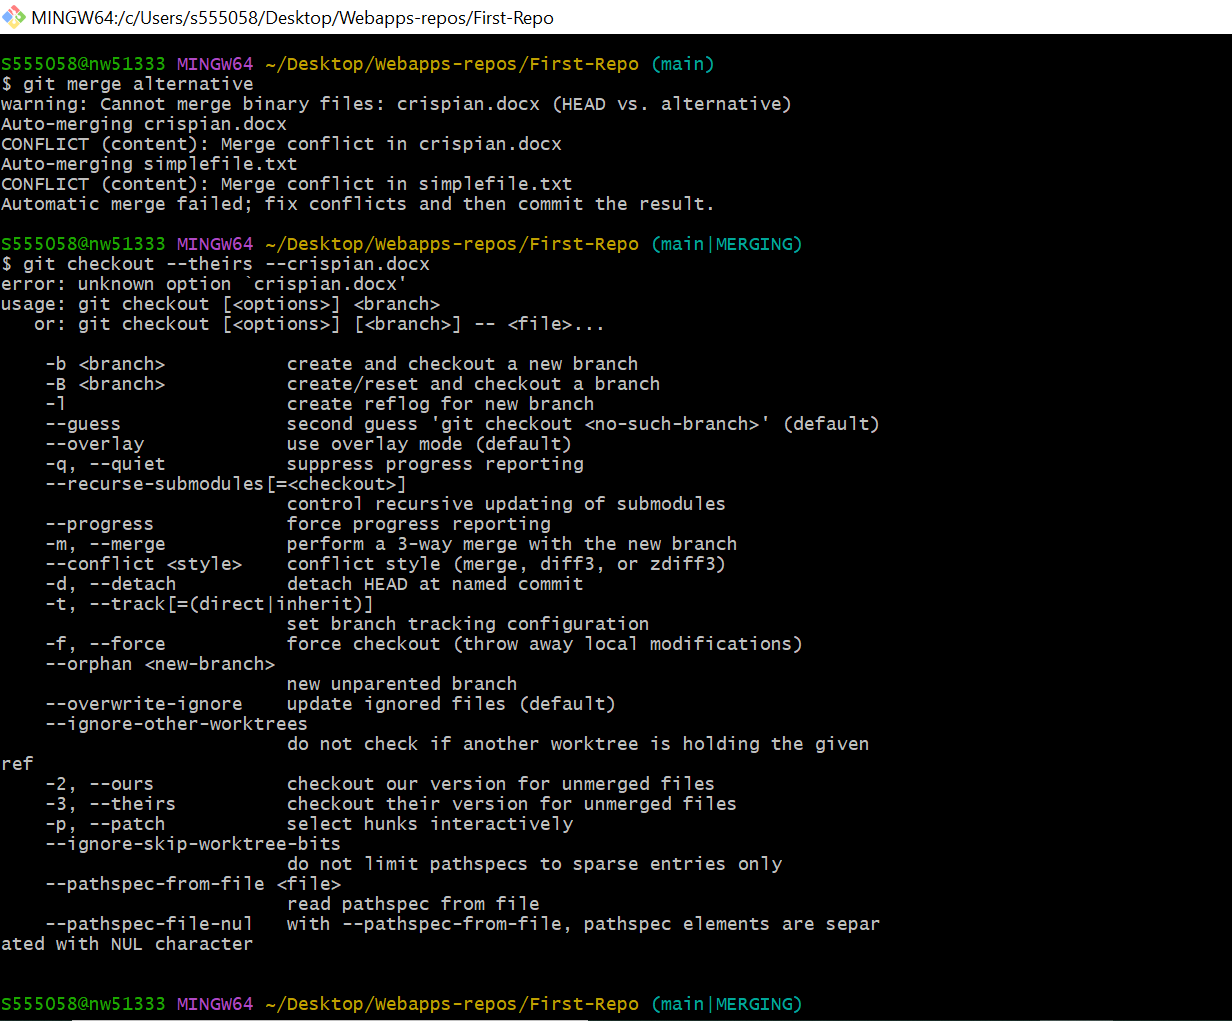 MINGW64:/c/Users/s555058/Desktop/Webapps-repos/First-Repo
S555058@nw51333 MINGW64 ~/Desktop/Webapps-repos/First-Repo (main)
$ git merge alternative
warning: Cannot merge binary files: crispian.docx (HEAD vs. alternative)
Auto-merging crispian.docx
CONFLICT (content): Merge conflict in crispian.docx
Auto-merging simplefile.txt
CONFLICT (content): Merge conflict in simplefile.txt
Automatic merge failed; fix conflicts and then commit the result.
S555058@nw51333 MINGW64 ~/Desktop/Webapps-repos/First-Repo (main|MERGING)
$ git checkout --theirs --crispian.docx
error: unknown option `crispian.docx'
usage: git checkout [<options>] <branch>
   or: git checkout [<options>] [<branch>] -- <file>...
    -b <branch>           create and checkout a new branch
    -B <branch>           create/reset and checkout a branch
    -l                    create reflog for new branch
    --guess               second guess 'git checkout <no-such-branch>' (default)
    --overlay             use overlay mode (default)
    -q, --quiet           suppress progress reporting
    --recurse-submodules[=<checkout>]
                          control recursive updating of submodules
    --progress            force progress reporting
    -m, --merge           perform a 3-way merge with the new branch
    --conflict <style>    conflict style (merge, diff3, or zdiff3)
    -d, --detach          detach HEAD at named commit
    -t, --track[=(direct|inherit)]
                          set branch tracking configuration
    -f, --force           force checkout (throw away local modifications)
    --orphan <new-branch>
                          new unparented branch
    --overwrite-ignore    update ignored files (default)
    --ignore-other-worktrees
                          do not check if another worktree is holding the given
ref
    -2, --ours            checkout our version for unmerged files
    -3, --theirs          checkout their version for unmerged files
    -p, --patch           select hunks interactively
    --ignore-skip-worktree-bits
                          do not limit pathspecs to sparse entries only
    --pathspec-from-file <file>
                          read pathspec from file
    --pathspec-file-nul   with --pathspec-from-file, pathspec elements are separ
ated with NUL character
S555058@nw51333 MINGW64 ~/Desktop/Webapps-repos/First-Repo (main|MERGING)